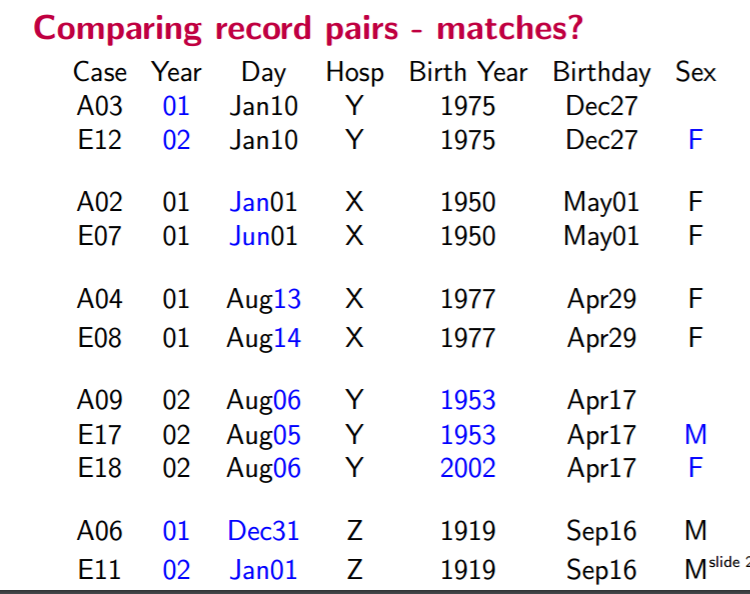 Comparing record pairs - matches?
Case Year Day Hosp Birth Year Birthday Sex
A03 01 Jan10 Y 1975 Dec27
E12 02 Jan10 Y 1975 Dec27 F
A02 01 Jan01 X 1950 May01 F
E07 01 Jun01 X 1950 May01 F
A04 01 Aug13 X 1977 Apr29 F
E08 01 Aug14 X 1977 Apr29 F
A09 02 Aug06 Y 1953 Apr17
E17 02 Aug05 Y 1953 Apr17 M
E18 02 Aug06 Y 2002 Apr17 F
A06 01 Dec31 Z 1919 Sep16 M
E11 02 Jan01 Z 1919 Sep16 M
slide 2